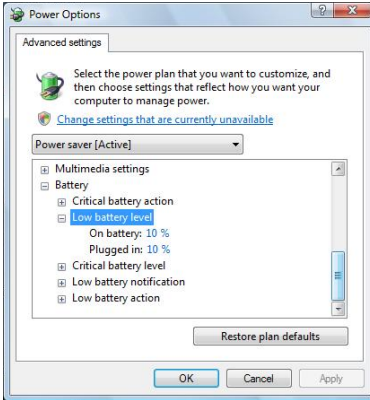 Power Options
Advanced settings
Select the power plan that you want to customize, and
then choose settings that reflect how you want your
computer to manage power.
Change settings that are currently unavailable
Power saver [Active]
Multimedia settings
Battery
Critical battery action
Low battery level
On battery: 10 %
Plugged in: 10 %
Critical battery level
Low battery notification
Low battery action
Restore plan defaults
OK Cancel Apply